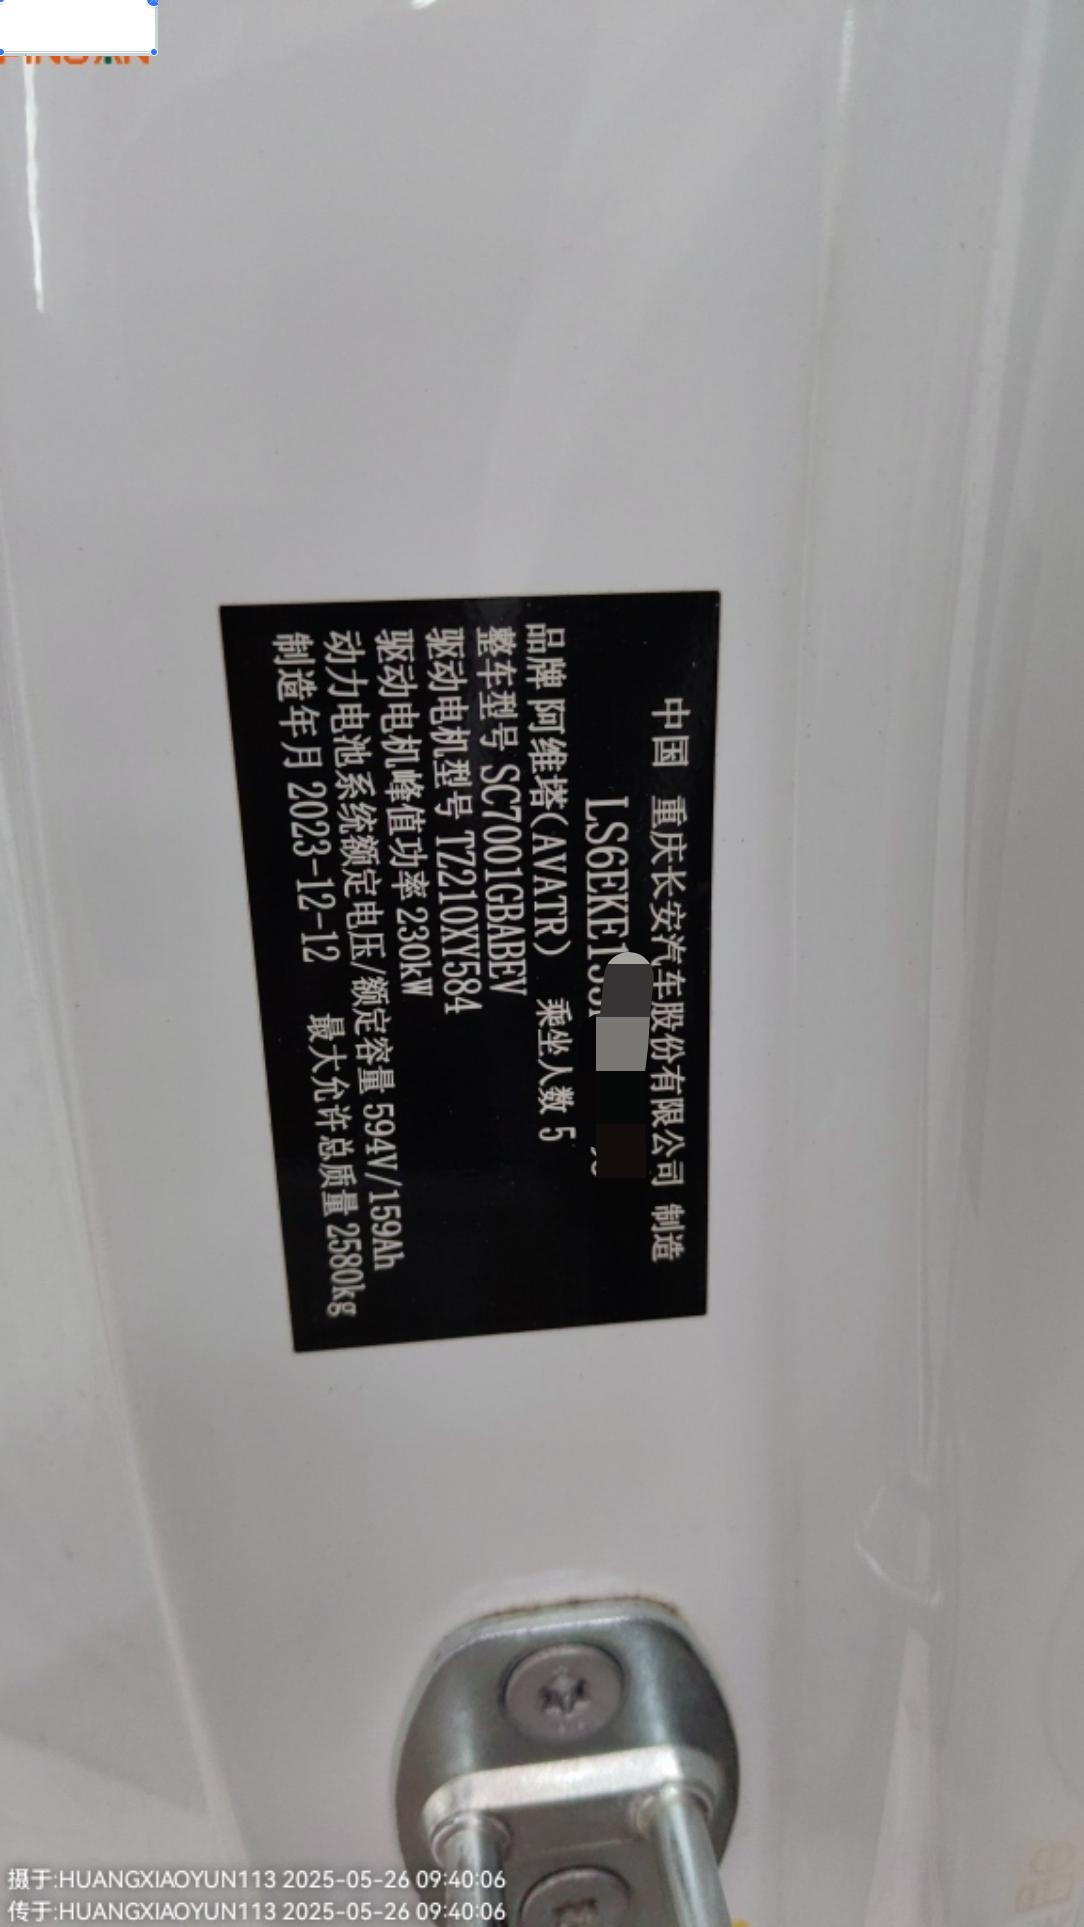 中国 重庆长安汽车股份有限公司 制造
LS6EKE1
品牌 阿维塔(AVATR) 乘坐人数 5
整车型号 SC7001GBABEV
驱动电机型号 TZ210XY584
驱动电机峰值功率 230kW
动力电池系统额定电压/额定容量 594V/159Ah
制造年月 2023-12-12 最大允许总质量 2580kg
摄于:HUANGXIAOYUN113 2025-05-26 09:40:06
传于:HUANGXIAOYUN113 2025-05-26 09:40:06